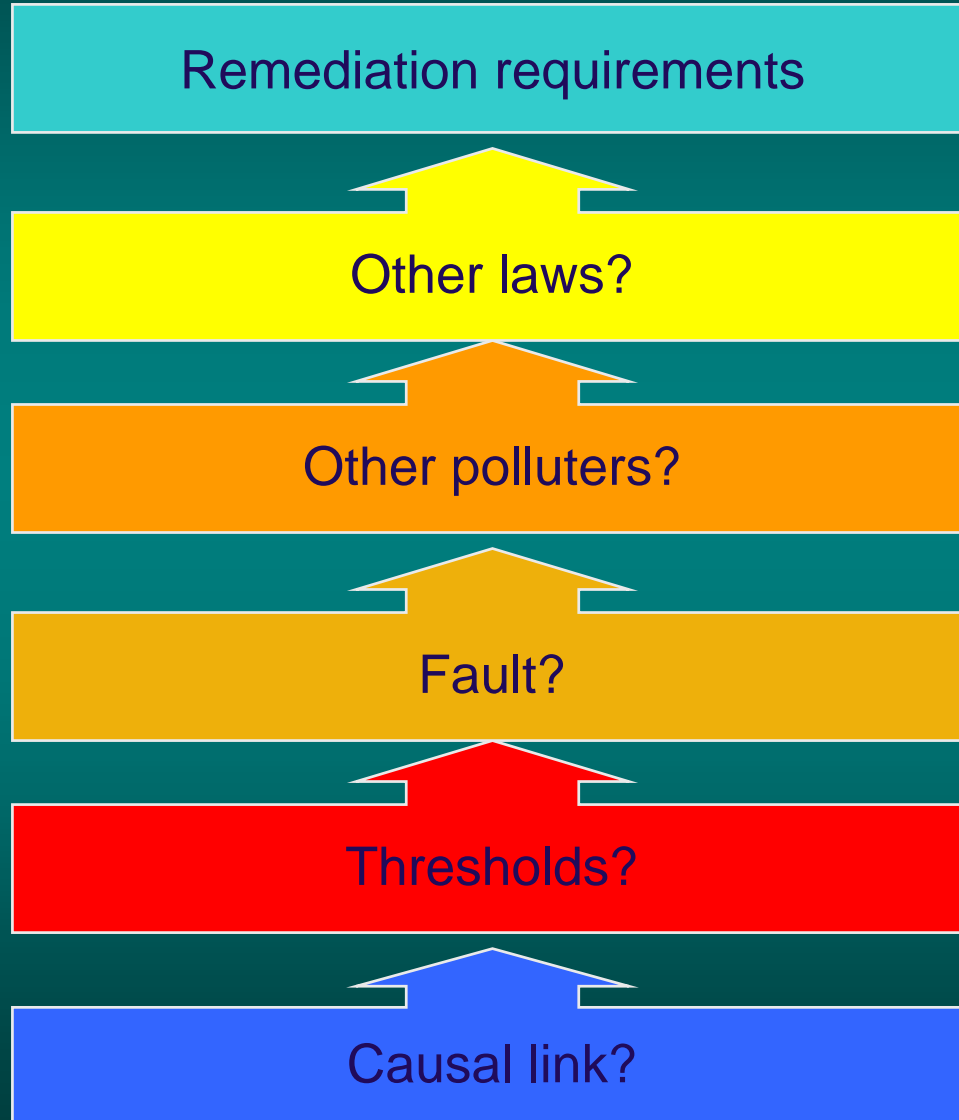 Remediation requirements
Other laws?
Other polluters?
Fault?
Thresholds?
Causal link?